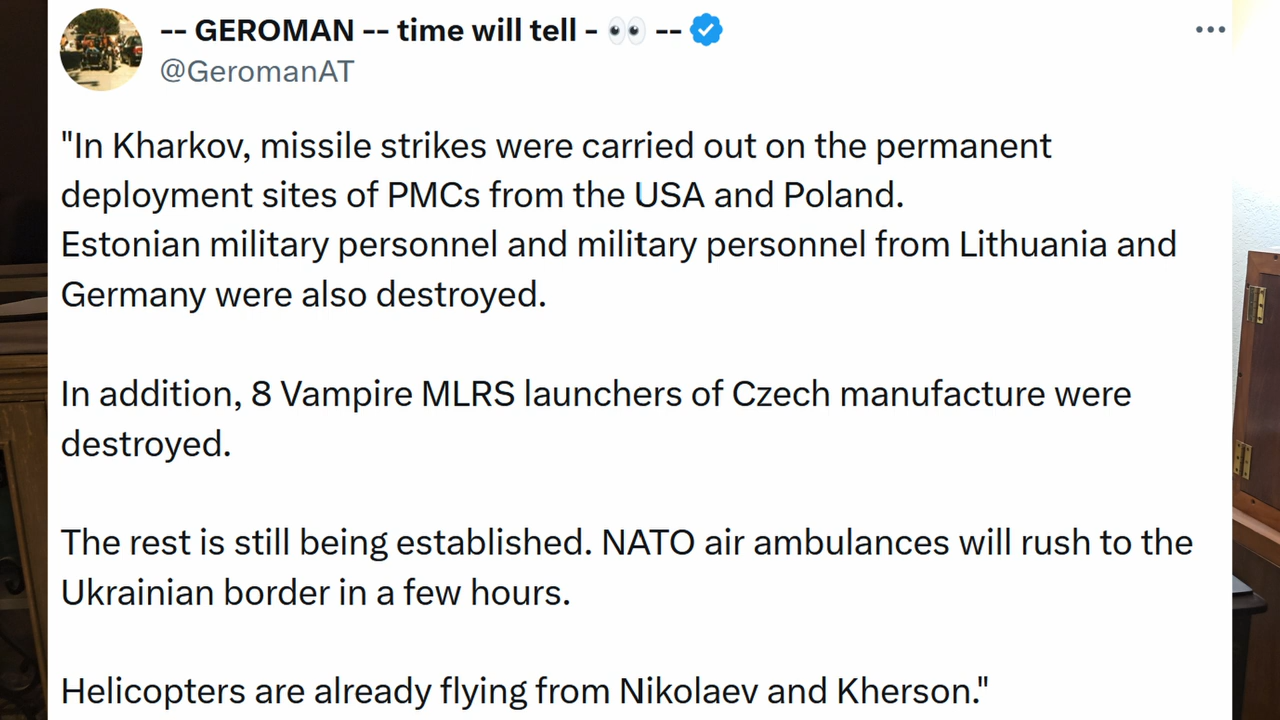 -- GEROMAN -- time will tell - 👀 --
@GeromanAT
"In Kharkov, missile strikes were carried out on the permanent
deployment sites of PMCs from the USA and Poland.
Estonian military personnel and military personnel from Lithuania and
Germany were also destroyed.
In addition, 8 Vampire MLRS launchers of Czech manufacture were
destroyed.
The rest is still being established. NATO air ambulances will rush to the
Ukrainian border in a few hours.
Helicopters are already flying from Nikolaev and Kherson."